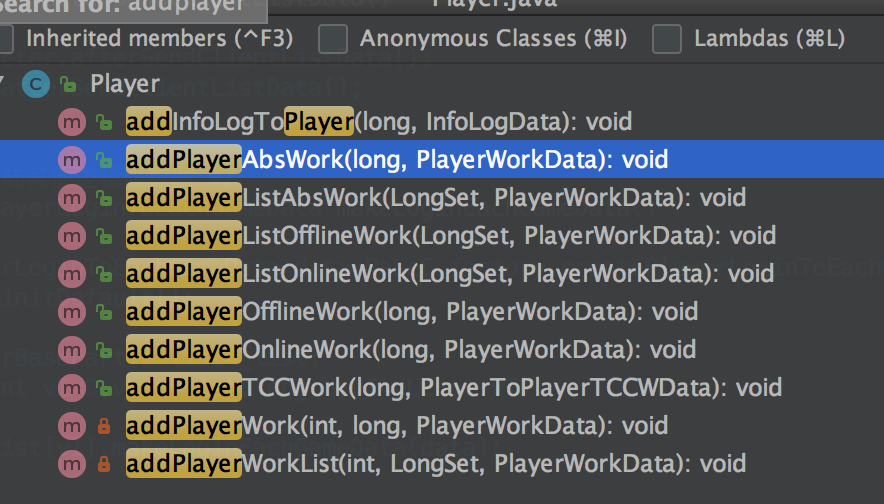 Search for: addplayer
Player.java
Inherited members (^F3) Anonymous Classes (⌘I) Lambdas (⌘L)
Player
addInfoLogToPlayer(long, InfoLogData): void
addPlayerAbsWork(long, PlayerWorkData): void
addPlayerListAbsWork(LongSet, PlayerWorkData): void
addPlayerListOfflineWork(LongSet, PlayerWorkData): void
addPlayerListOnlineWork(LongSet, PlayerWorkData): void
addPlayerOfflineWork(long, PlayerWorkData): void
addPlayerOnlineWork(long, PlayerWorkData): void
addPlayerTCCWork(long, PlayerToPlayerTCCWData): void
addPlayerWork(int, long, PlayerWorkData): void
addPlayerWorkList(int, LongSet, PlayerWorkData): void